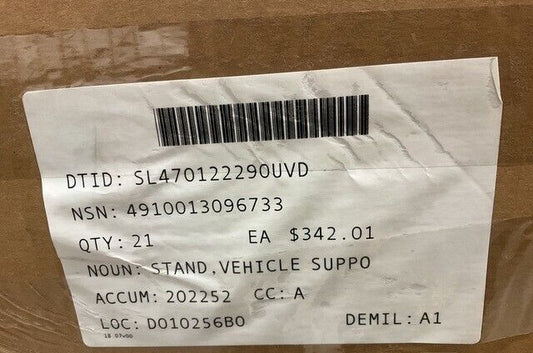 DTID: SL470122290UVD
NSN: 4910013096733
QTY: 21 EA $342.01
NOUN: STAND,VEHICLE SUPPO
ACCUM: 202252 CC: A
LOC: D010256B0 DEMIL: A1